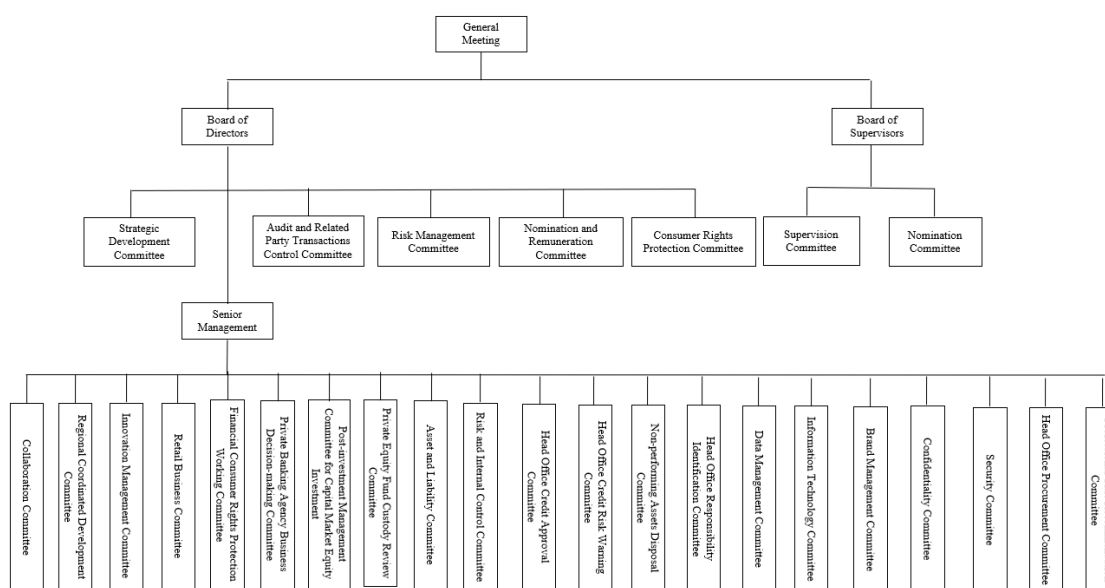 General
Meeting
Board of
Directors
Board of
Supervisors
Strategic
Development
Committee
Audit and Related
Party Transactions
Control Committee
Risk Management
Committee
Nomination and
Remuneration
Committee
Consumer Rights
Protection Committee
Supervision
Committee
Nomination
Committee
Senior
Management
Collaboration Committee
Regional Coordinated Development
Committee
Innovation Management Committee
Retail Business Committee
Financial Consumer Rights Protection
Working Committee
Private Banking Agency Business
Decision-making Committee
Post-investment Management
Committee for Capital Market Equity
Investment
Private Equity Fund Custody Review
Committee
Asset and Liability Committee
Risk and Internal Control Committee
Head Office Credit Approval
Committee
Head Office Credit Risk Warning
Committee
Non-performing Assets Disposal
Committee
Head Office Responsibility
Identification Committee
Data Management Committee
Information Technology Committee
Brand Management Committee
Confidentiality Committee
Security Committee
Head Office Procurement Committee
Committee